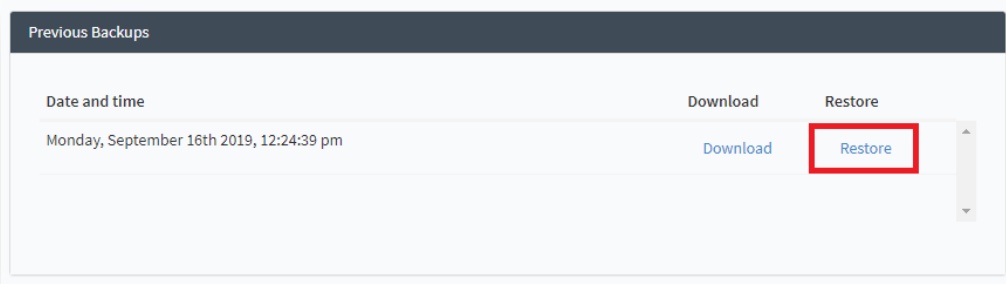 Previous Backups
Date and time Download Restore
Monday, September 16th 2019, 12:24:39 pm Download Restore